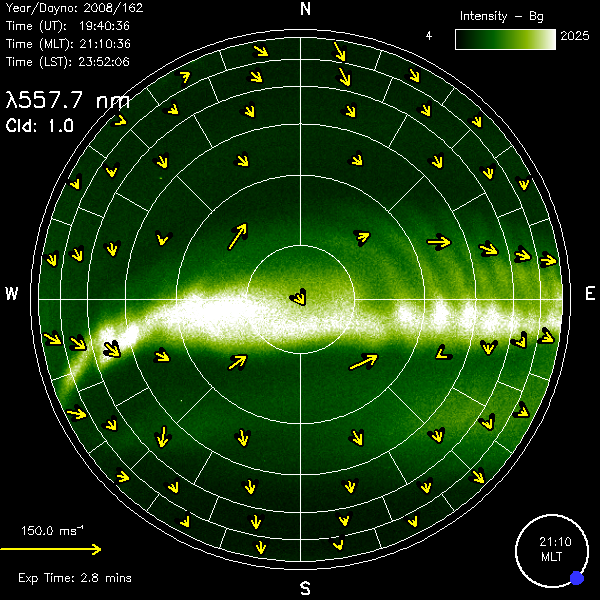 Year/Dayno: 2008/162
Time (UT): 19:40:36
Time (MLT): 21:10:36
Time (LST): 23:52:06
λ557.7 nm
Cld: 1.0
N
Intensity - Bg
4
2025
W
E
150.0 ms⁻¹
Exp Time: 2.8 mins
S
21:10
MLT